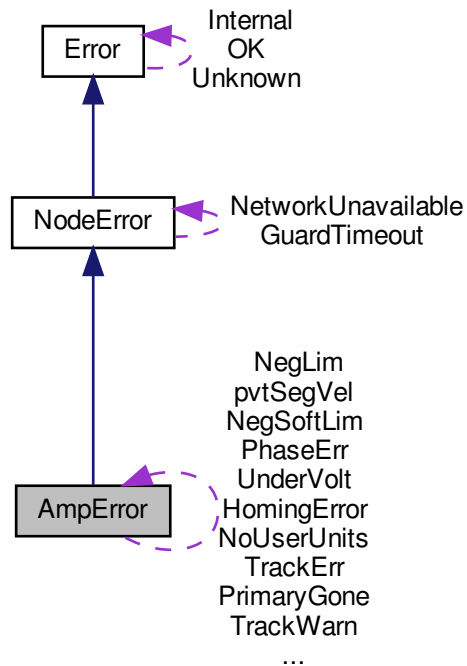 Internal
OK
Unknown
Error
NetworkUnavailable
GuardTimeout
NodeError
NegLim
pvtSegVel
NegSoftLim
PhaseErr
UnderVolt
HomingError
NoUserUnits
TrackErr
PrimaryGone
TrackWarn
...
AmpError